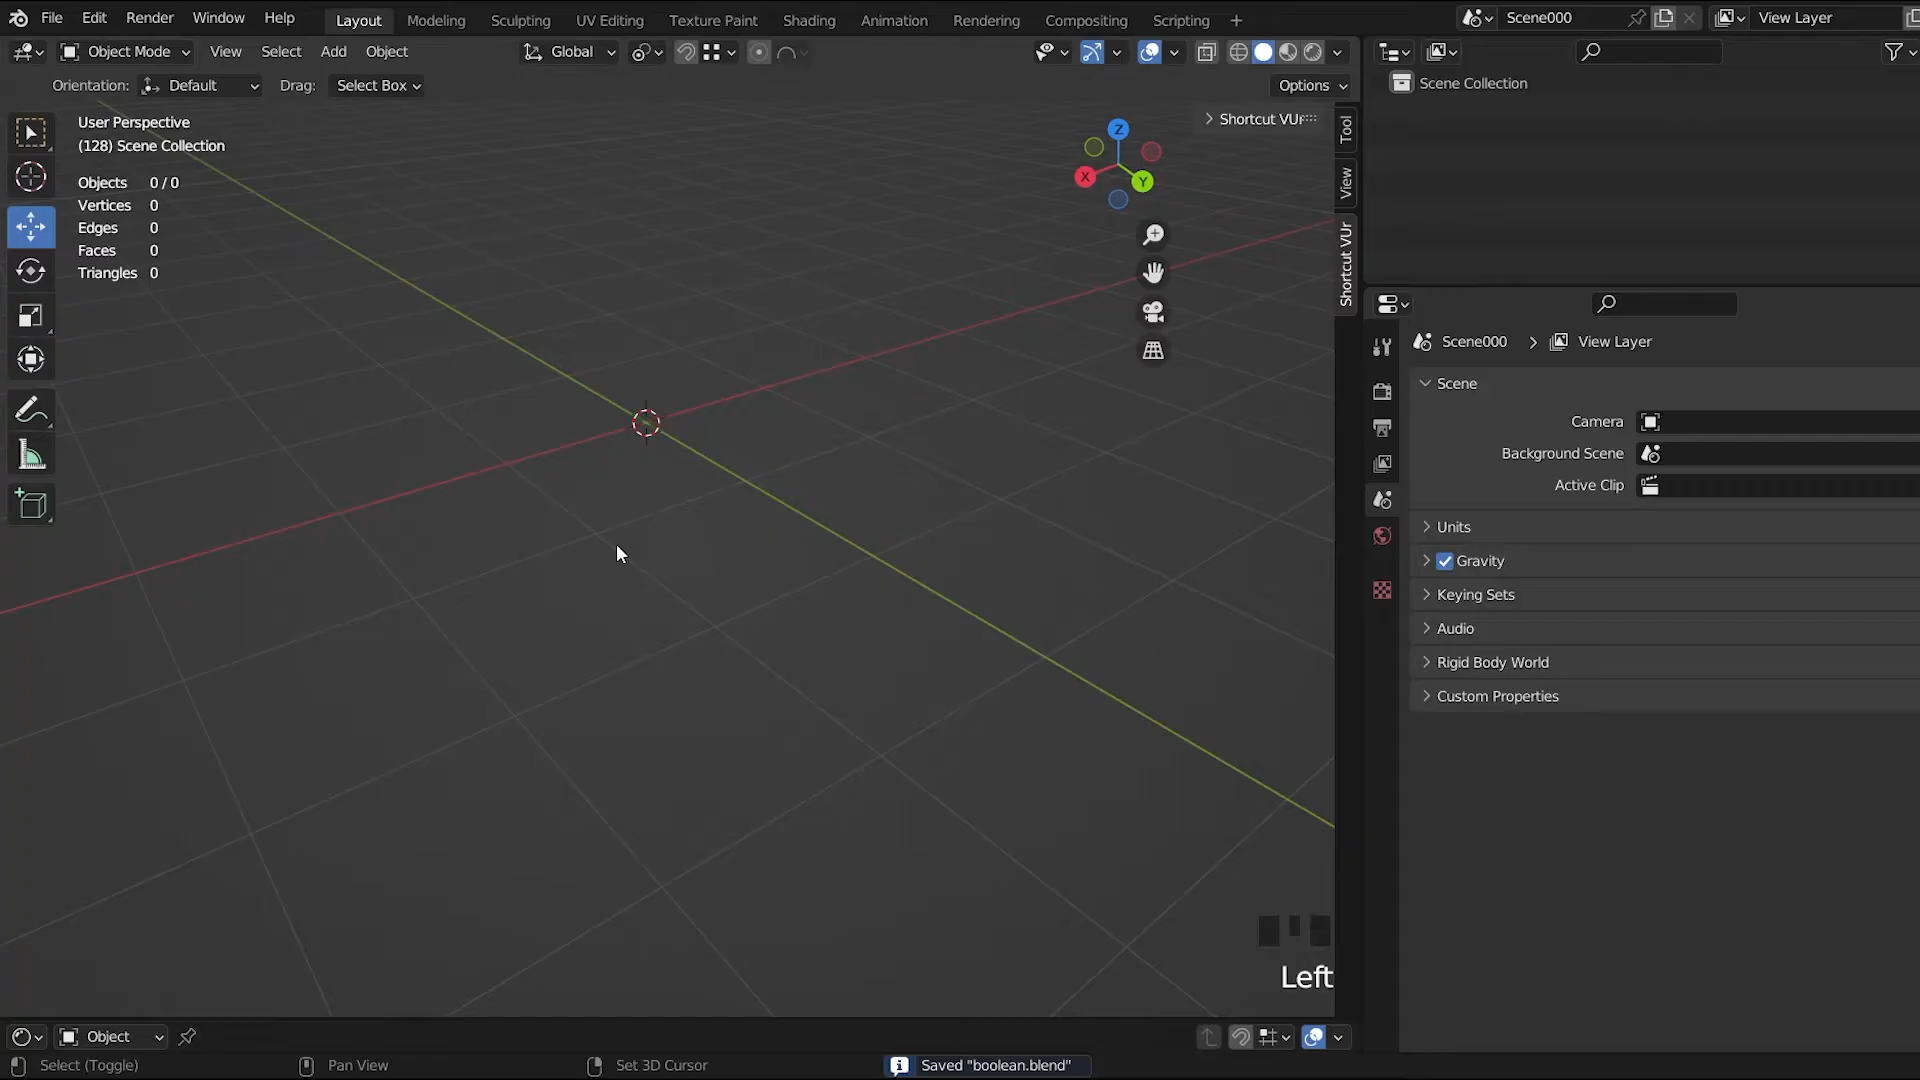 File Edit Render Window Help Layout Modeling Sculpting UV Editing Texture Paint Shading Animation Rendering Compositing Scripting + Scene000 View Layer
Object Mode View Select Add Object Global
Orientation: Default Drag: Select Box Options
Scene Collection
User Perspective
(128) Scene Collection
Objects 0 / 0
Vertices 0
Edges 0
Faces 0
Triangles 0
Shortcut VUr
Z
X
Y
Tool
View
Shortcut VUr
Scene000 View Layer
Scene
Camera
Background Scene
Active Clip
Units
Gravity
Keying Sets
Audio
Rigid Body World
Custom Properties
Left
Object
Select (Toggle) Pan View Set 3D Cursor Saved "boolean.blend"